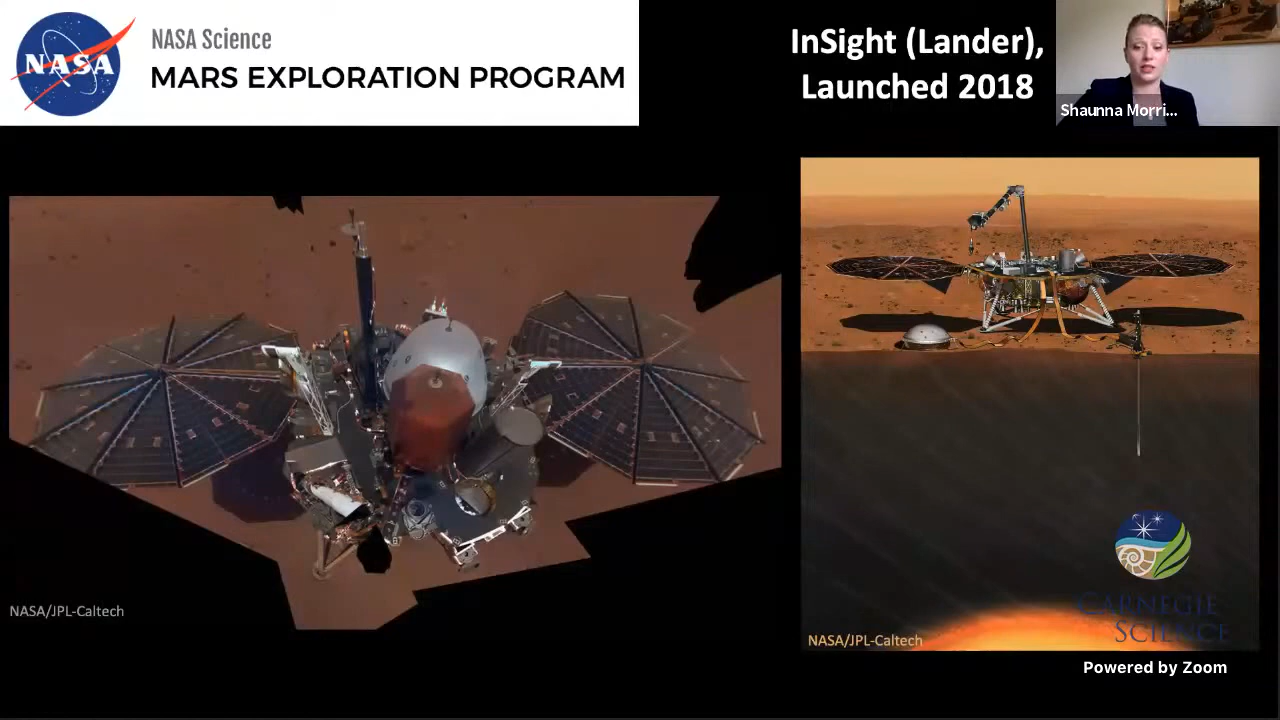 NASA
NASA Science
MARS EXPLORATION PROGRAM
InSight (Lander),
Launched 2018
Shaunna Morri...
NASA/JPL-Caltech
NASA/JPL-Caltech
CARNEGIE
SCIENCE
Powered by Zoom